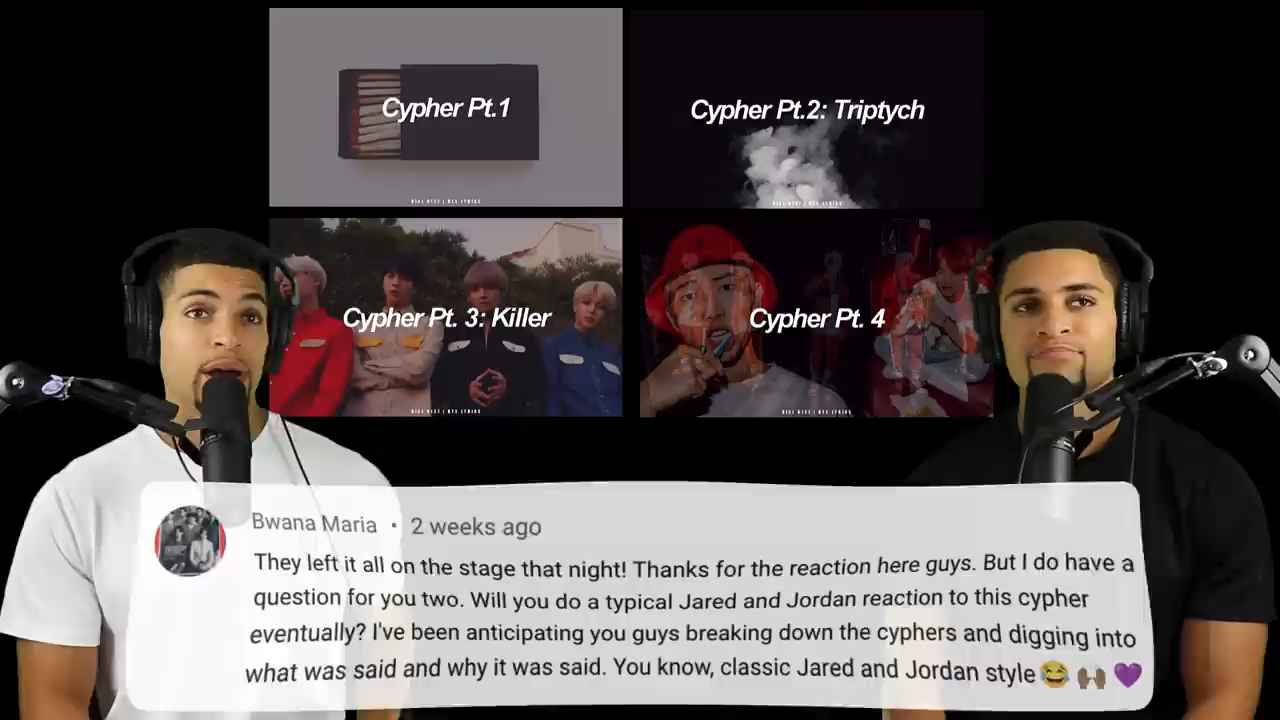 Cypher Pt.1
Cypher Pt.2: Triptych
Cypher Pt. 3: Killer
Cypher Pt. 4
Bwana Maria • 2 weeks ago
They left it all on the stage that night! Thanks for the reaction here guys. But I do have a
question for you two. Will you do a typical Jared and Jordan reaction to this cypher
eventually? I've been anticipating you guys breaking down the cyphers and digging into
what was said and why it was said. You know, classic Jared and Jordan style😂 🙌🏾 💜